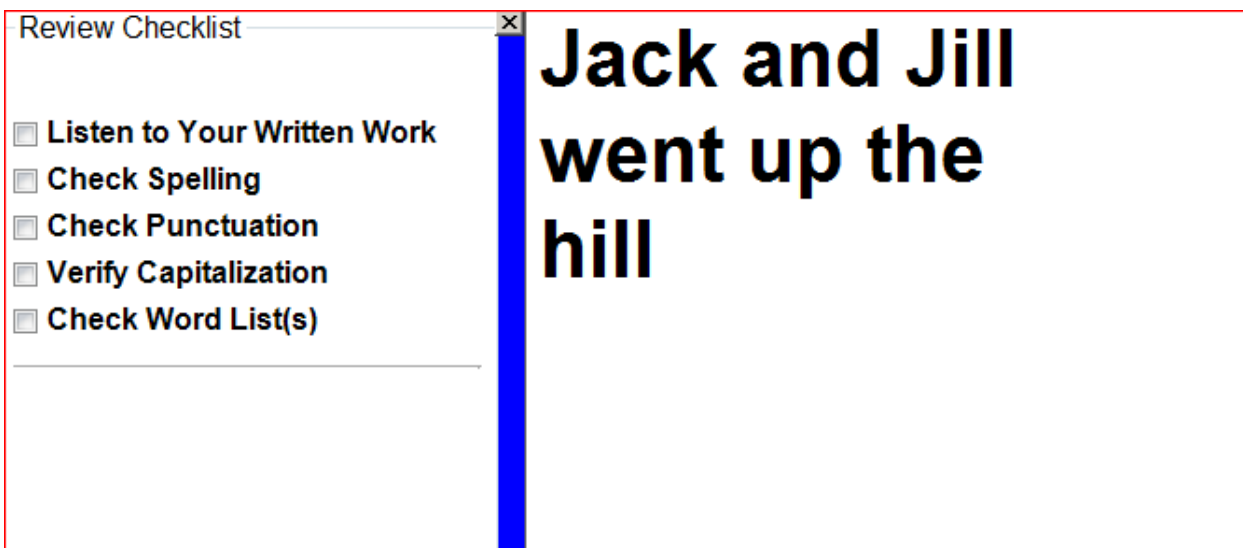 Review Checklist
Listen to Your Written Work
Check Spelling
Check Punctuation
Verify Capitalization
Check Word List(s)
Jack and Jill
went up the
hill